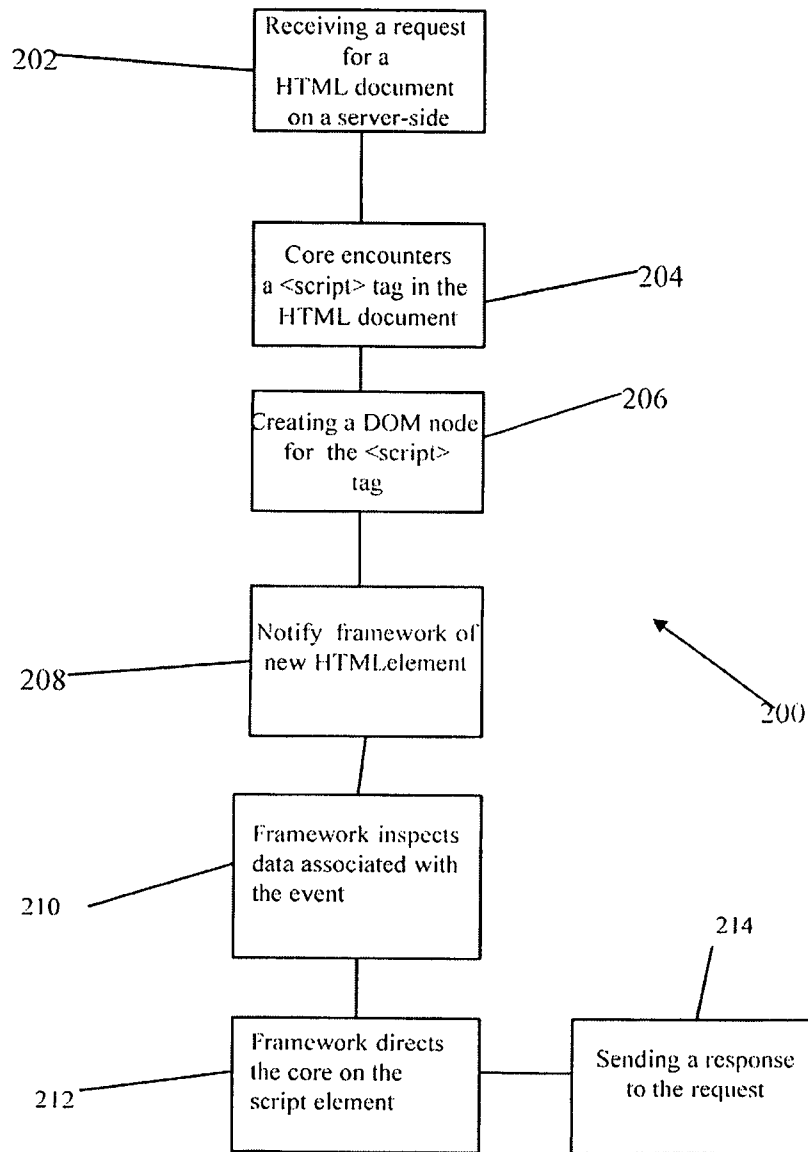 Receiving a request
for a
HTML document
on a server-side
202
Core encounters
a <script> tag in the
HTML document
204
Creating a DOM node
for the <script>
tag
206
Notify framework of
new HTMLelement
208
200
Framework inspects
data associated with
the event
210
214
Framework directs
the core on the
script element
212
Sending a response
to the request